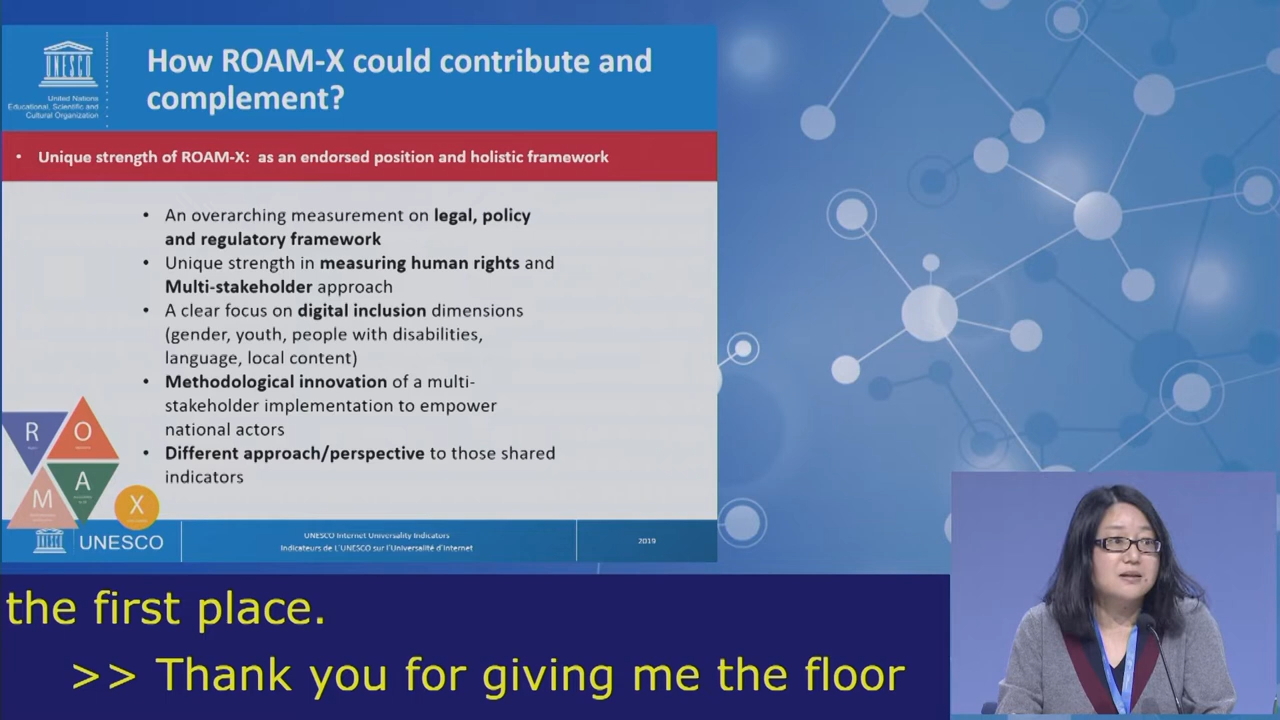 UNESCO
United Nations
Educational, Scientific and
Cultural Organization
How ROAM-X could contribute and
complement?
• Unique strength of ROAM-X: as an endorsed position and holistic framework
• An overarching measurement on legal, policy
and regulatory framework
• Unique strength in measuring human rights and
Multi-stakeholder approach
• A clear focus on digital inclusion dimensions
(gender, youth, people with disabilities,
language, local content)
• Methodological innovation of a multi-
stakeholder implementation to empower
national actors
• Different approach/perspective to those shared
indicators
R
O
A
M
X
UNESCO
UNESCO Internet Universality Indicators
Indicateurs de L'UNESCO sur l'Universalité d'Internet
2019
the first place.
>> Thank you for giving me the floor